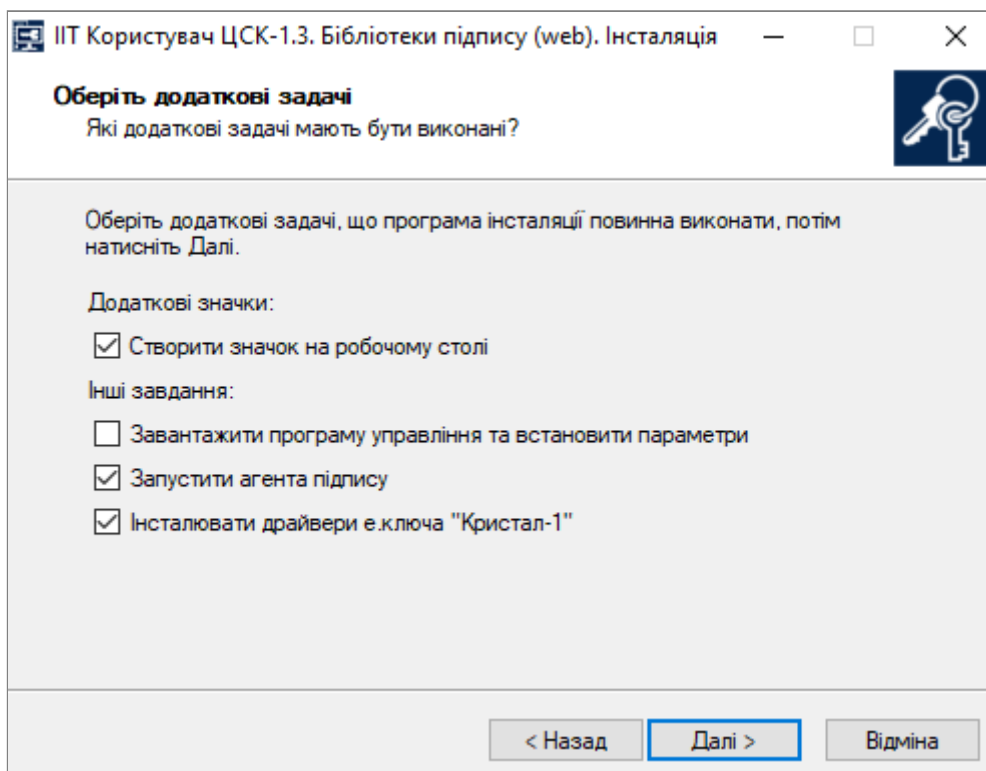 ІІТ Користувач ЦСК-1.3. Бібліотеки підпису (web). Інсталяція
Оберіть додаткові задачі
Які додаткові задачі мають бути виконані?
Оберіть додаткові задачі, що програма інсталяції повинна виконати, потім
натисніть Далі.
Додаткові значки:
Створити значок на робочому столі
Інші завдання:
Завантажити програму управління та встановити параметри
Запустити агента підпису
Інсталювати драйвери е.ключа "Кристал-1"
< Назад
Далі >
Відміна